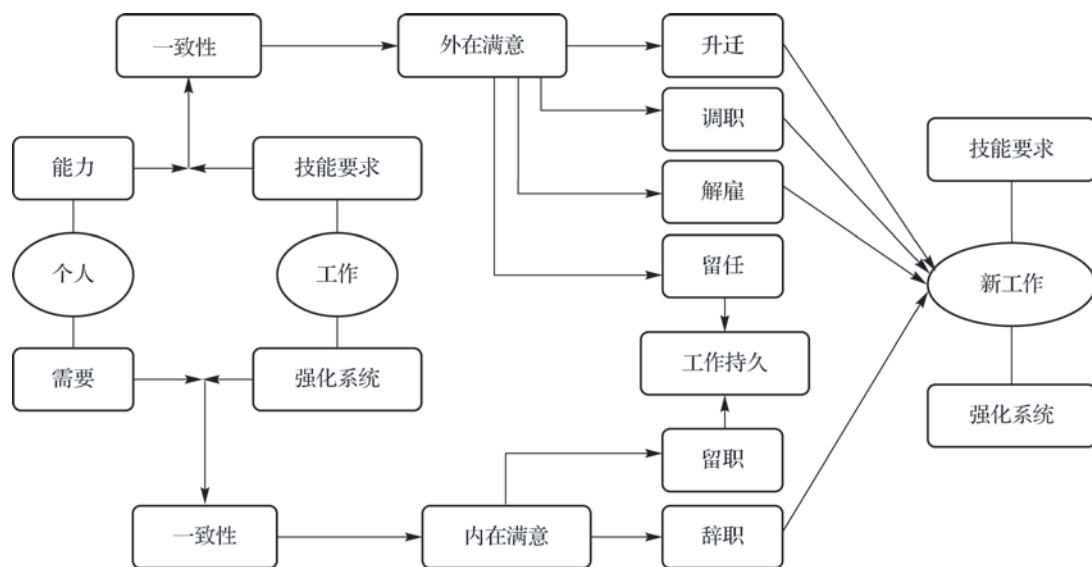 一致性
外在满意
升迁
调职
能力
技能要求
解雇
技能要求
个人
工作
留任
新工作
需要
强化系统
工作持久
强化系统
留职
一致性
内在满意
辞职